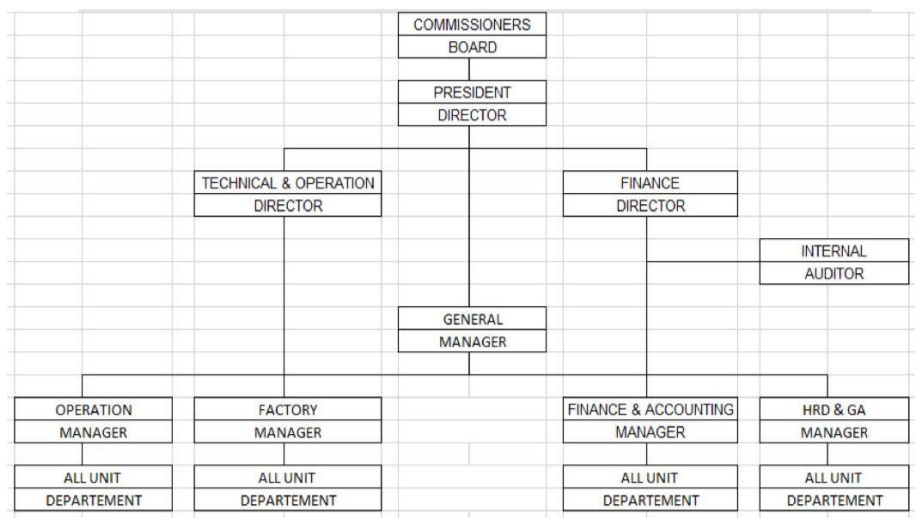 COMMISSIONERS
BOARD
PRESIDENT
DIRECTOR
TECHNICAL & OPERATION
DIRECTOR
FINANCE
DIRECTOR
INTERNAL
AUDITOR
GENERAL
MANAGER
OPERATION
MANAGER
FACTORY
MANAGER
FINANCE & ACCOUNTING
MANAGER
HRD & GA
MANAGER
ALL UNIT
DEPARTEMENT
ALL UNIT
DEPARTEMENT
ALL UNIT
DEPARTEMENT
ALL UNIT
DEPARTEMENT